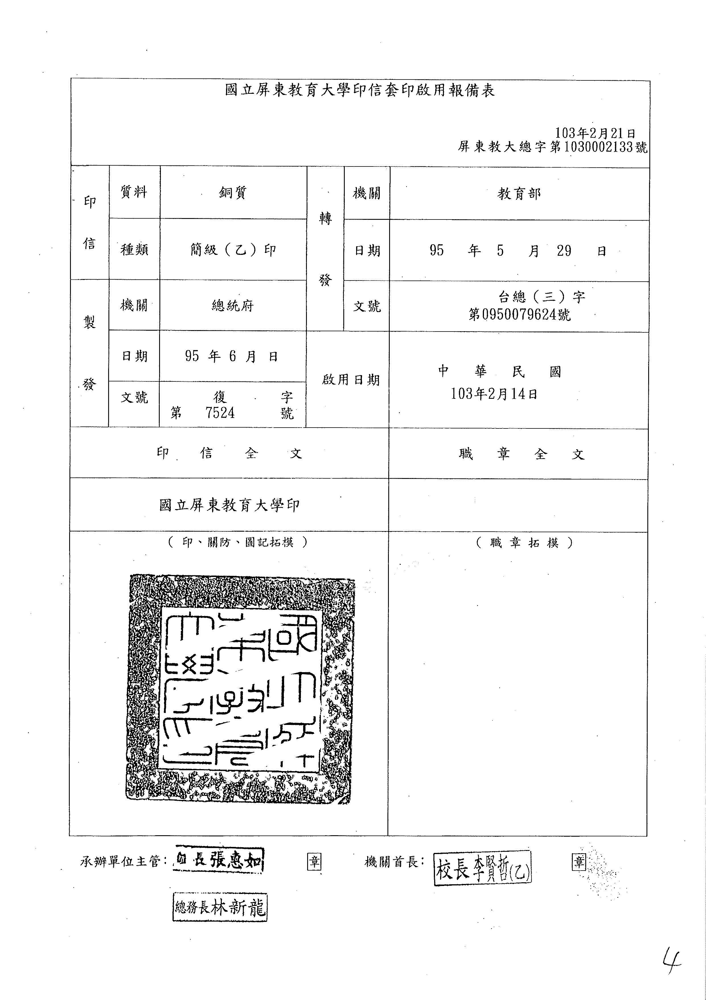 國立屏東教育大學印信套印啟用報備表
103年2月21日
屏東教大總字第1030002133號
印信
質料
銅質
種類
簡級（乙）印
轉發
機關
教育部
日期
95 年 5 月 29 日
文號
台總（三）字
第0950079624號
製發
機關
總統府
日期
95 年 6 月 日
文號
復 字
第 7524 號
啟用日期
中華民國
103年2月14日
印信全文
職章全文
國立屏東教育大學印
（印、關防、圖記拓模）
（職章拓模）
承辦單位主管：
長張惠如
章
機關首長：
校長李賢哲(乙)
章
總務長林新龍
4